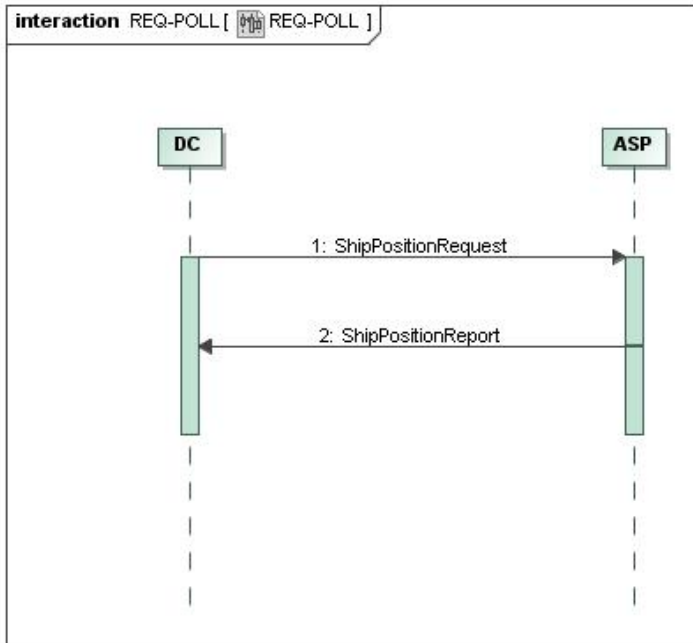 interaction REQ-POLL [ REQ-POLL ]
DC ASP
1: ShipPositionRequest
2: ShipPositionReport